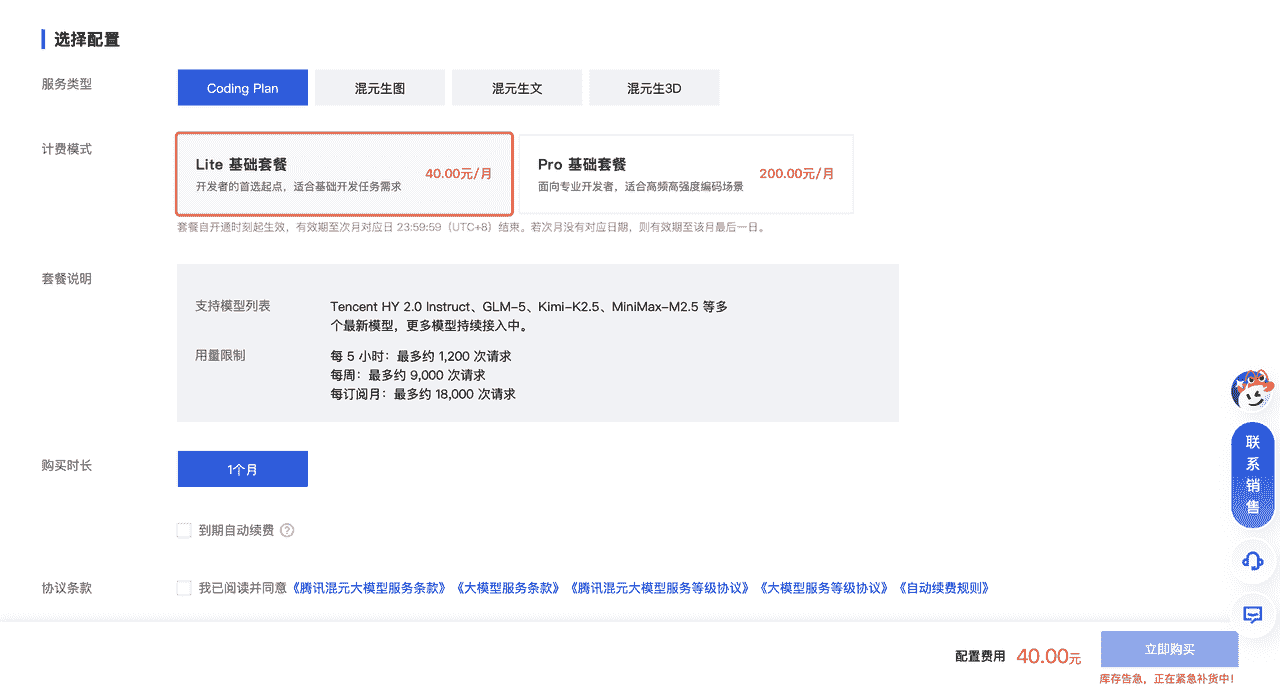 选择配置
服务类型
Coding Plan
混元生图
混元生文
混元生3D
计费模式
Lite 基础套餐
开发者的首选起点，适合基础开发任务需求
40.00元/月
Pro 基础套餐
面向专业开发者，适合高频高强度编码场景
200.00元/月
套餐自开通时刻起生效，有效期至次月对应日 23:59:59（UTC+8）结束。若次月没有对应日期，则有效期至该月最后一日。
套餐说明
支持模型列表
Tencent HY 2.0 Instruct、GLM-5、Kimi-K2.5、MiniMax-M2.5 等多
个最新模型，更多模型持续接入中。
用量限制
每 5 小时：最多约 1,200 次请求
每周：最多约 9,000 次请求
每订阅月：最多约 18,000 次请求
购买时长
1个月
到期自动续费 ?
协议条款
我已阅读并同意《腾讯混元大模型服务条款》《大模型服务条款》《腾讯混元大模型服务等级协议》《大模型服务等级协议》《自动续费规则》
联系销售
配置费用 40.00元
立即购买
库存告急，正在紧急补货中！